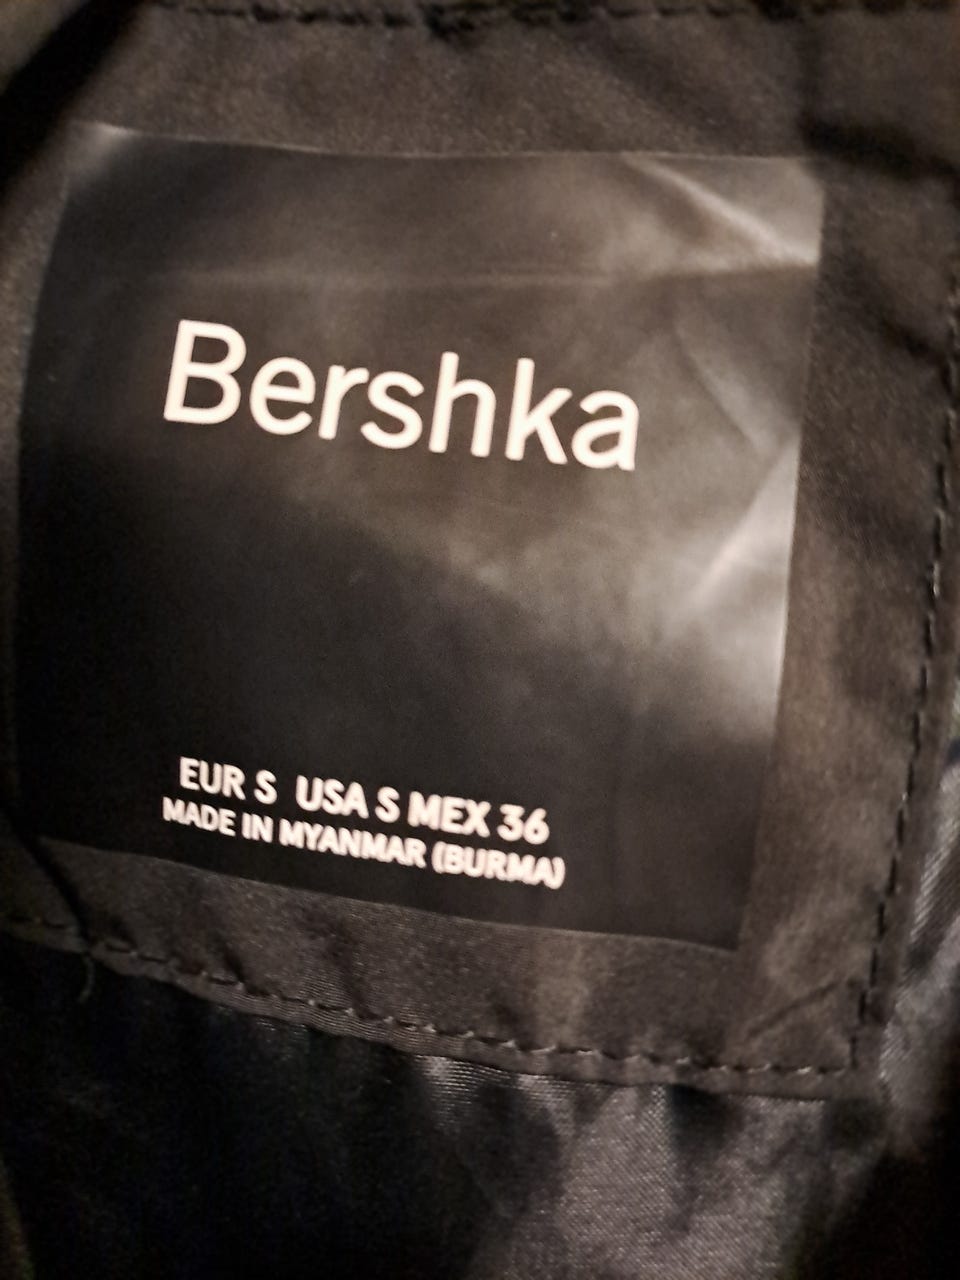 Bershka
EUR S USA S MEX 36
MADE IN MYANMAR (BURMA)